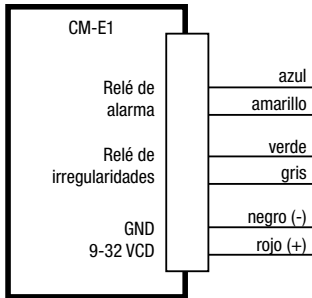 CM-E1
Relé de
alarma
azul
amarillo
Relé de
irregularidades
verde
gris
GND
9-32 VCD
negro (-)
rojo (+)